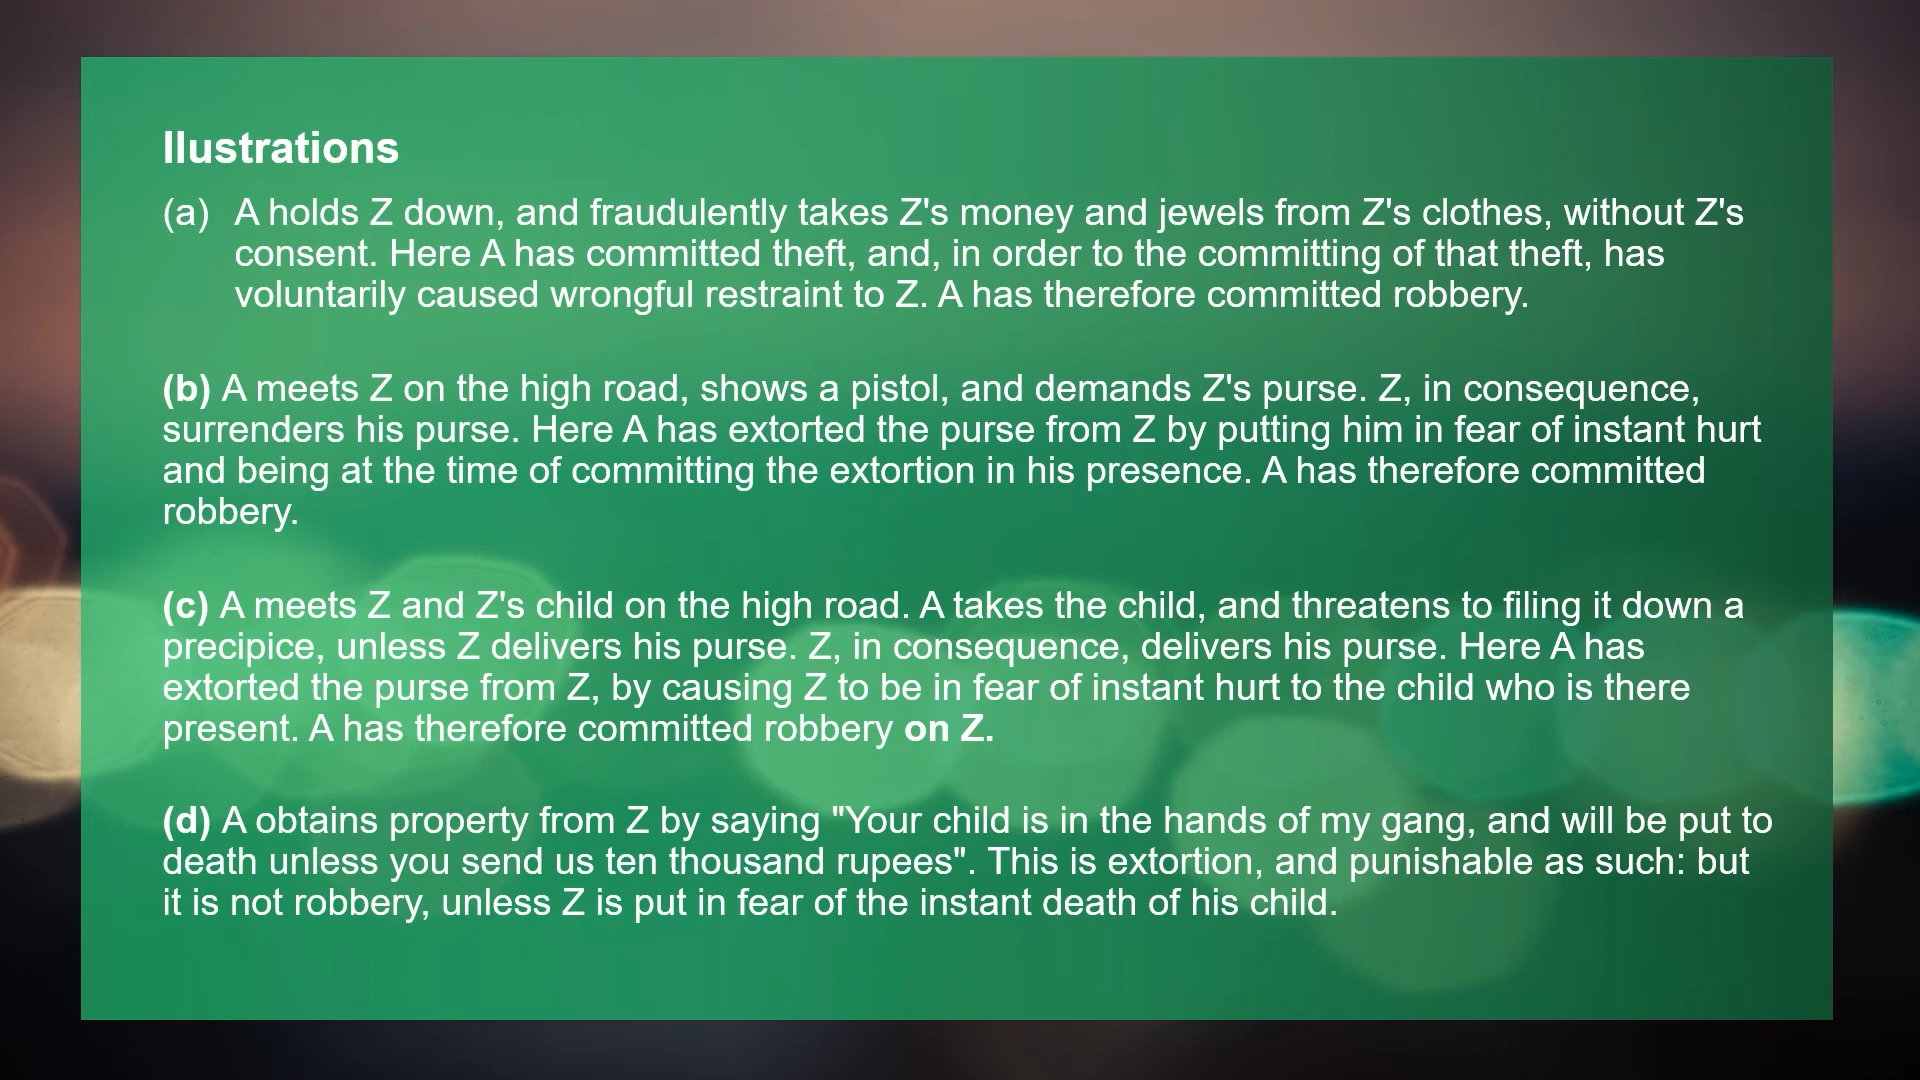 Ilustrations
(a) A holds Z down, and fraudulently takes Z's money and jewels from Z's clothes, without Z's
consent. Here A has committed theft, and, in order to the committing of that theft, has
voluntarily caused wrongful restraint to Z. A has therefore committed robbery.
(b) A meets Z on the high road, shows a pistol, and demands Z's purse. Z, in consequence,
surrenders his purse. Here A has extorted the purse from Z by putting him in fear of instant hurt
and being at the time of committing the extortion in his presence. A has therefore committed
robbery.
(c) A meets Z and Z's child on the high road. A takes the child, and threatens to filing it down a
precipice, unless Z delivers his purse. Z, in consequence, delivers his purse. Here A has
extorted the purse from Z, by causing Z to be in fear of instant hurt to the child who is there
present. A has therefore committed robbery on Z.
(d) A obtains property from Z by saying "Your child is in the hands of my gang, and will be put to
death unless you send us ten thousand rupees". This is extortion, and punishable as such: but
it is not robbery, unless Z is put in fear of the instant death of his child.